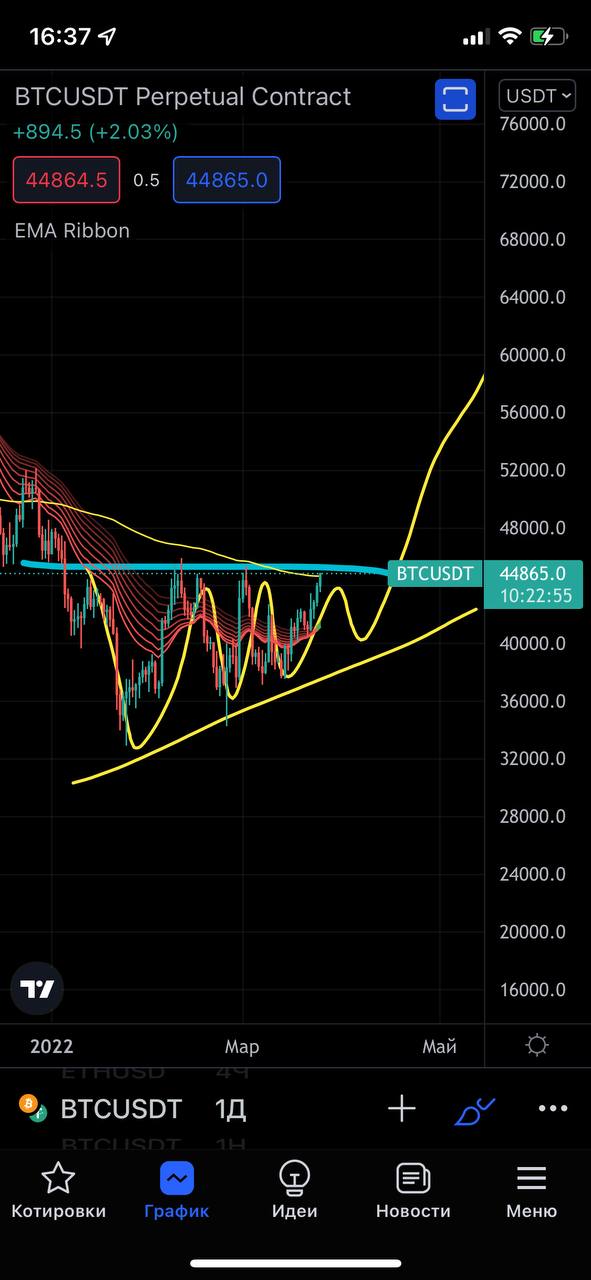 16:37
BTCUSDT Perpetual Contract
USDT
+894.5 (+2.03%)
76000.0
44864.5 0.5 44865.0
72000.0
EMA Ribbon
68000.0
64000.0
60000.0
56000.0
52000.0
48000.0
BTCUSDT 44865.0
10:22:55
40000.0
36000.0
32000.0
28000.0
24000.0
20000.0
16000.0
2022 Мар Май
ETHUSD 4Ч
BTCUSDT 1Д
BTCUSDT 1Н
Котировки График Идеи Новости Меню